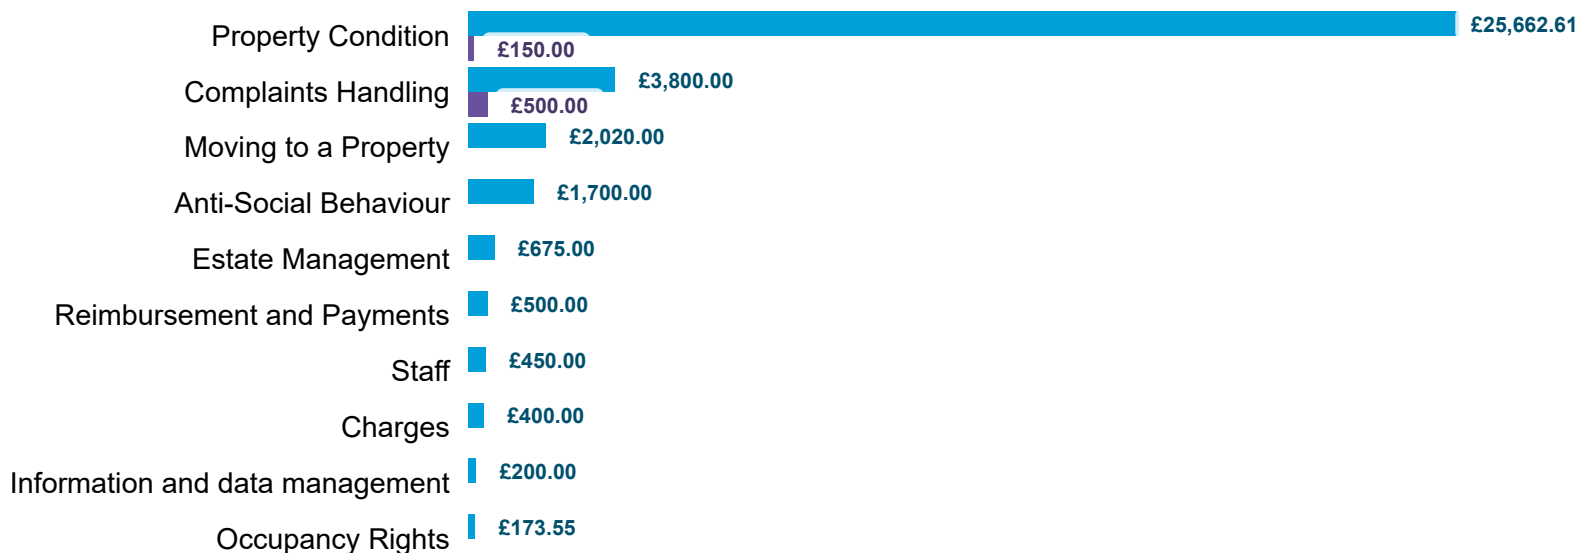 £25,662.61
Property Condition
£150.00
£3,800.00
Complaints Handling
£500.00
£2,020.00
Moving to a Property
£1,700.00
Anti-Social Behaviour
£675.00
Estate Management
£500.00
Reimbursement and Payments
£450.00
Staff
£400.00
Charges
£200.00
Information and data management
£173.55
Occupancy Rights